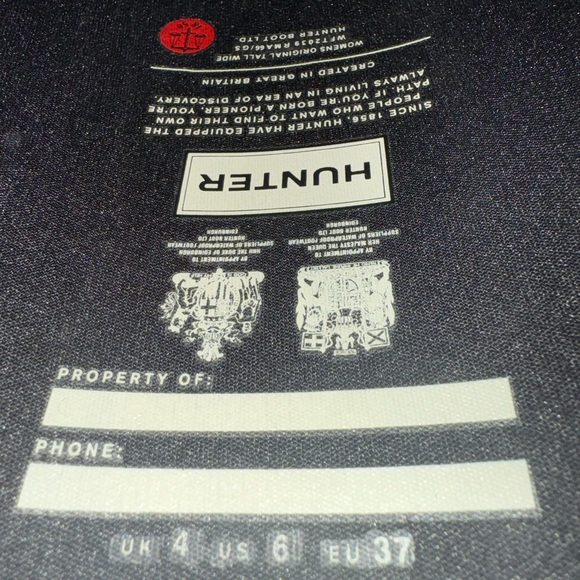 BY APPOINTMENT TO
HER MAJESTY THE QUEEN
SUPPLIERS OF WATERPROOF FOOTWEAR
HUNTER BOOT LTD
EDINBURGH
BY APPOINTMENT TO
HRH THE DUKE OF EDINBURGH
SUPPLIERS OF WATERPROOF FOOTWEAR
HUNTER BOOT LTD
EDINBURGH
HUNTER
SINCE 1856, HUNTER HAVE EQUIPPED THE
PEOPLE WHO WANT TO FIND THEIR OWN
PATH. IF YOU'RE BORN A PIONEER, YOU'RE
ALWAYS LIVING IN AN ERA OF DISCOVERY.
CREATED IN GREAT BRITAIN
WOMENS ORIGINAL TALL WIDE
WFT2039RMA66/GS
HUNTER BOOT LTD
PROPERTY OF:
PHONE:
UK 4 US 6 EU 37